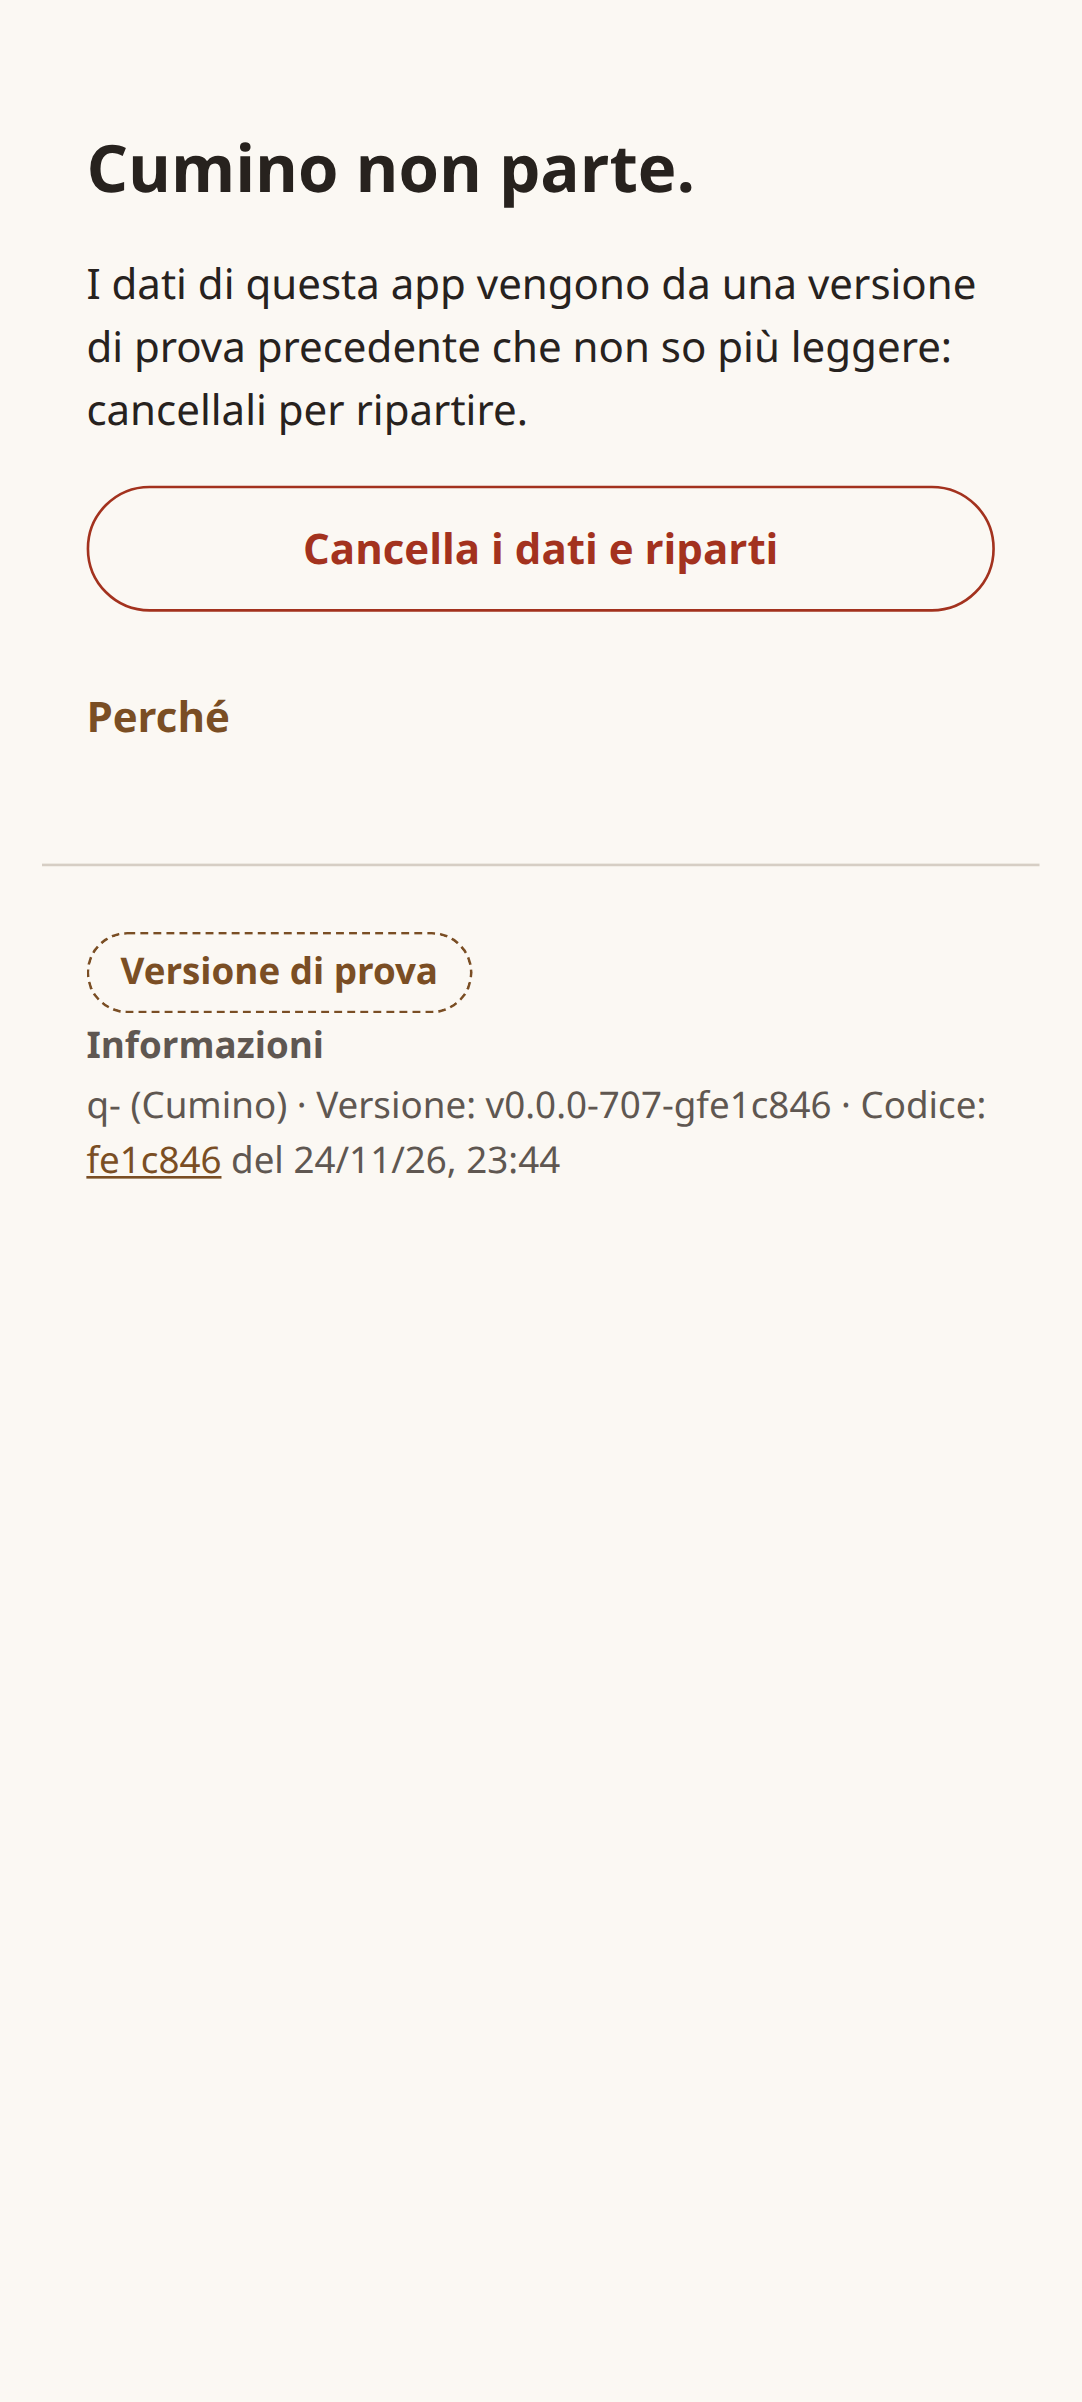 Cumino non parte.
I dati di questa app vengono da una versione
di prova precedente che non so più leggere:
cancellali per ripartire.
Cancella i dati e riparti
Perché
Versione di prova
Informazioni
q- (Cumino) · Versione: v0.0.0-707-gfe1c846 · Codice:
fe1c846 del 24/11/26, 23:44